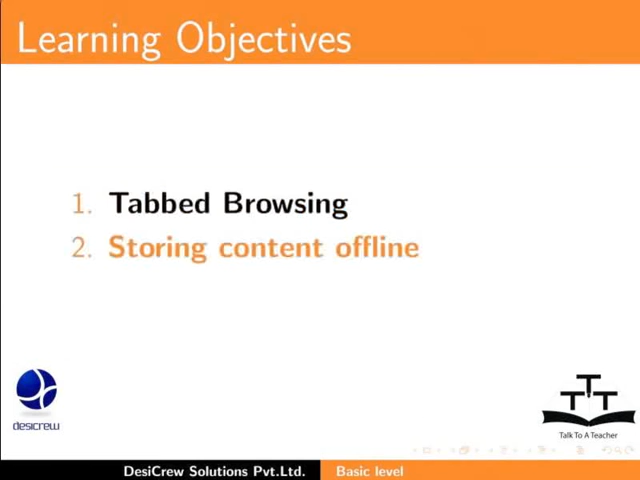 Learning Objectives
1. Tabbed Browsing
2. Storing content offline
desicrew
TTT
Talk To A Teacher
DesiCrew Solutions Pvt.Ltd. Basic level